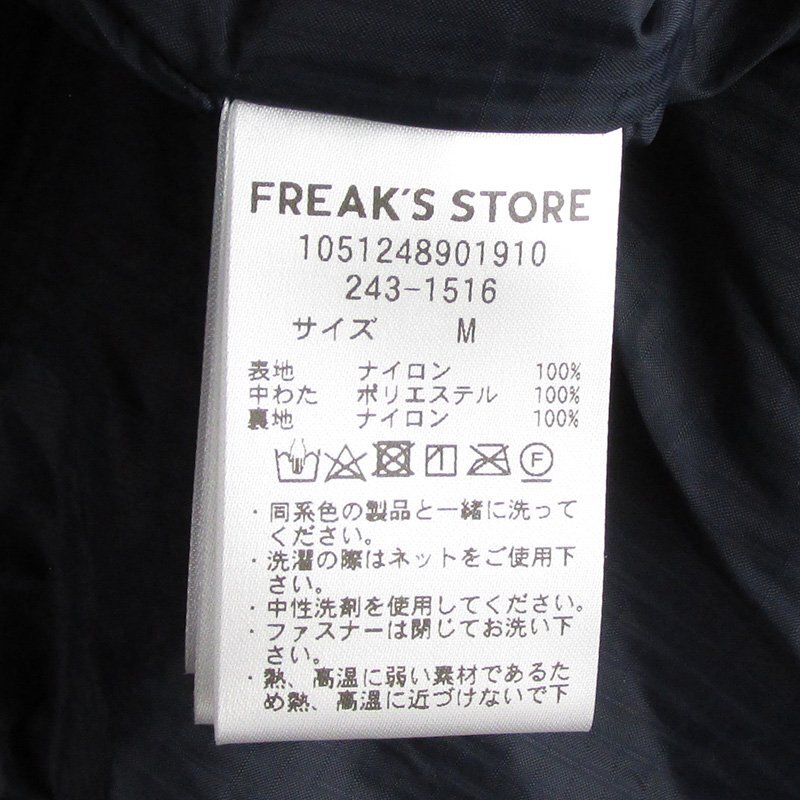 FREAK'S STORE
1051248901910
243-1516
サイズ M
表地 ナイロン 100%
中わた ポリエステル 100%
裏地 ナイロン 100%
F
・同系色の製品と一緒に洗って
ください。
・洗濯の際はネットをご使用下
さい。
・中性洗剤を使用してください。
・ファスナーは閉じてお洗い下
さい。
・熱、高温に弱い素材であるた
め熱、高温に近づけないで下